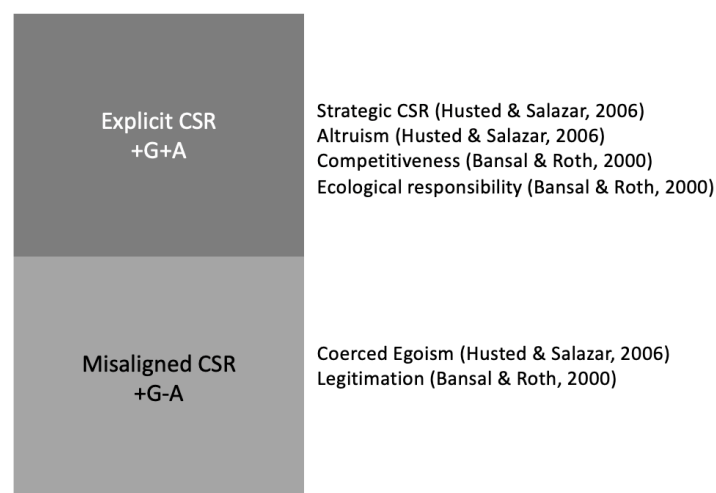 Explicit CSR
+G+A
Strategic CSR (Husted & Salazar, 2006)
Altruism (Husted & Salazar, 2006)
Competitiveness (Bansal & Roth, 2000)
Ecological responsibility (Bansal & Roth, 2000)
Misaligned CSR
+G-A
Coerced Egoism (Husted & Salazar, 2006)
Legitimation (Bansal & Roth, 2000)